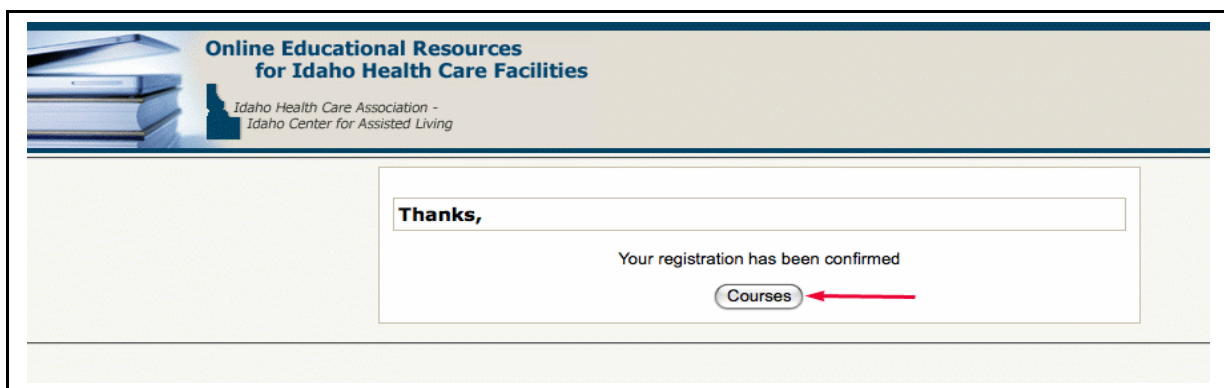 Online Educational Resources
for Idaho Health Care Facilities
Idaho Health Care Association -
Idaho Center for Assisted Living
Thanks,
Your registration has been confirmed
Courses